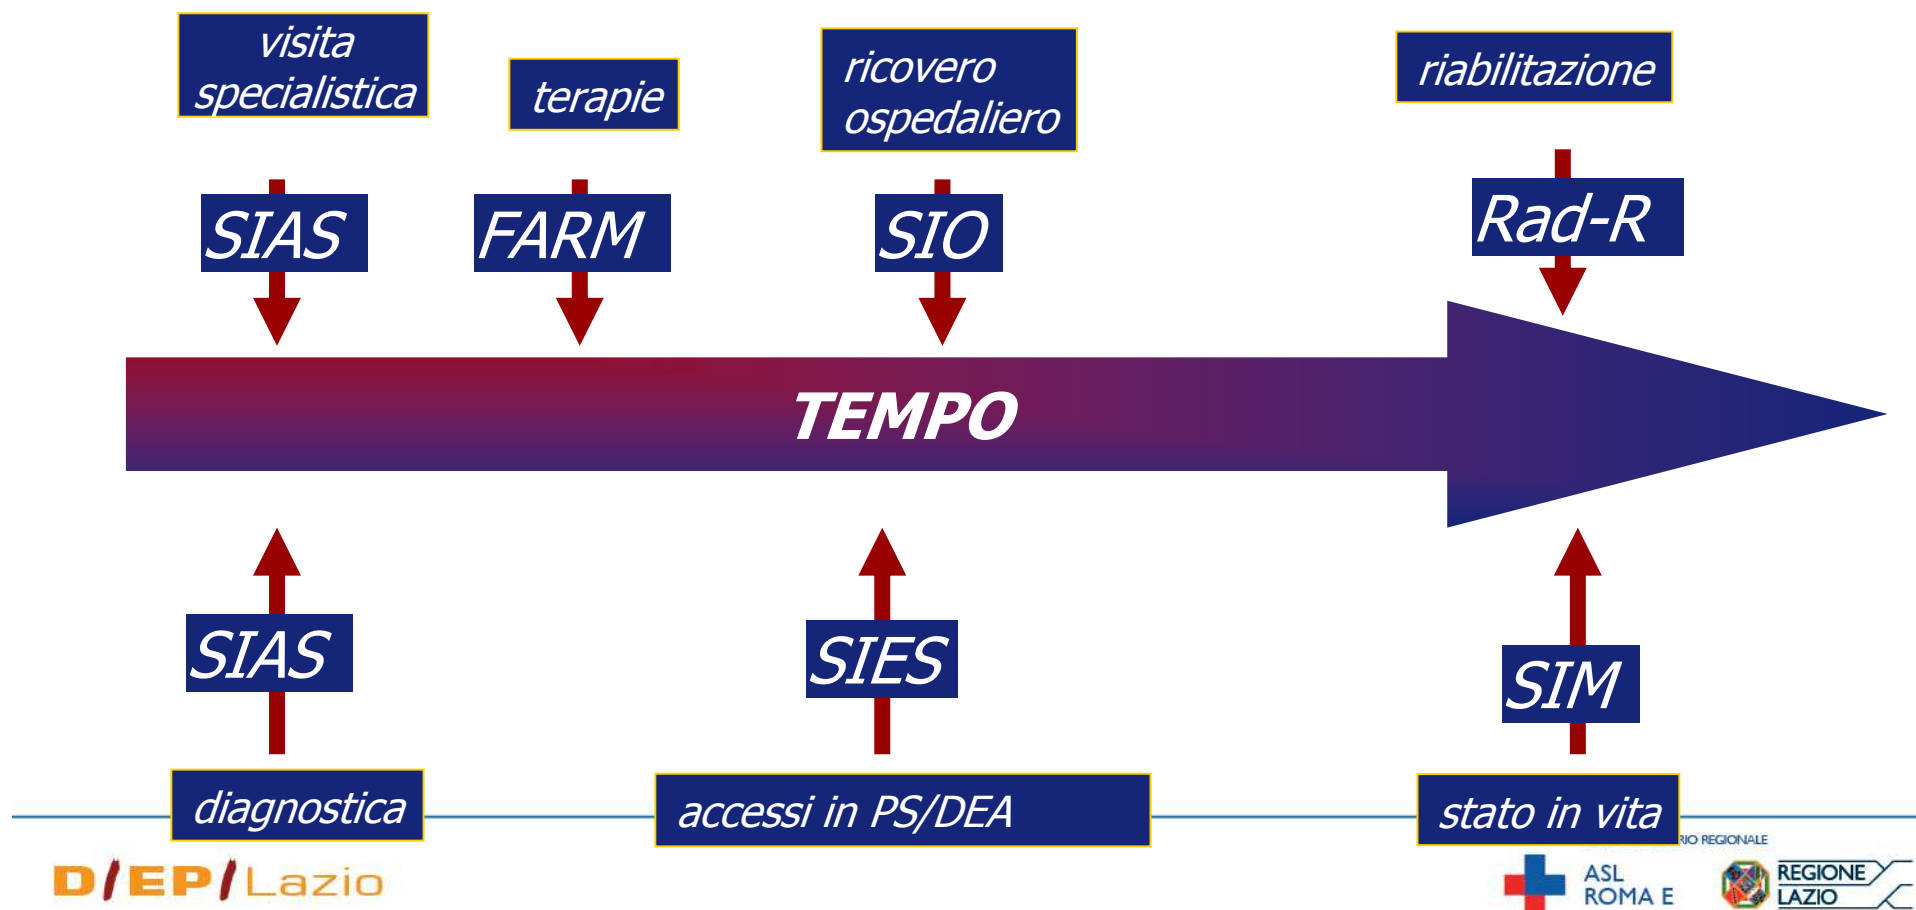 visita
specialistica
terapie
ricovero
ospedaliero
riabilitazione
SIAS
FARM
SIO
Rad-R
TEMPO
SIAS
SIES
SIM
diagnostica
accessi in PS/DEA
stato in vita
REGIONALE
D/EP/Lazio
ASL
ROMA E
REGIONE
LAZIO